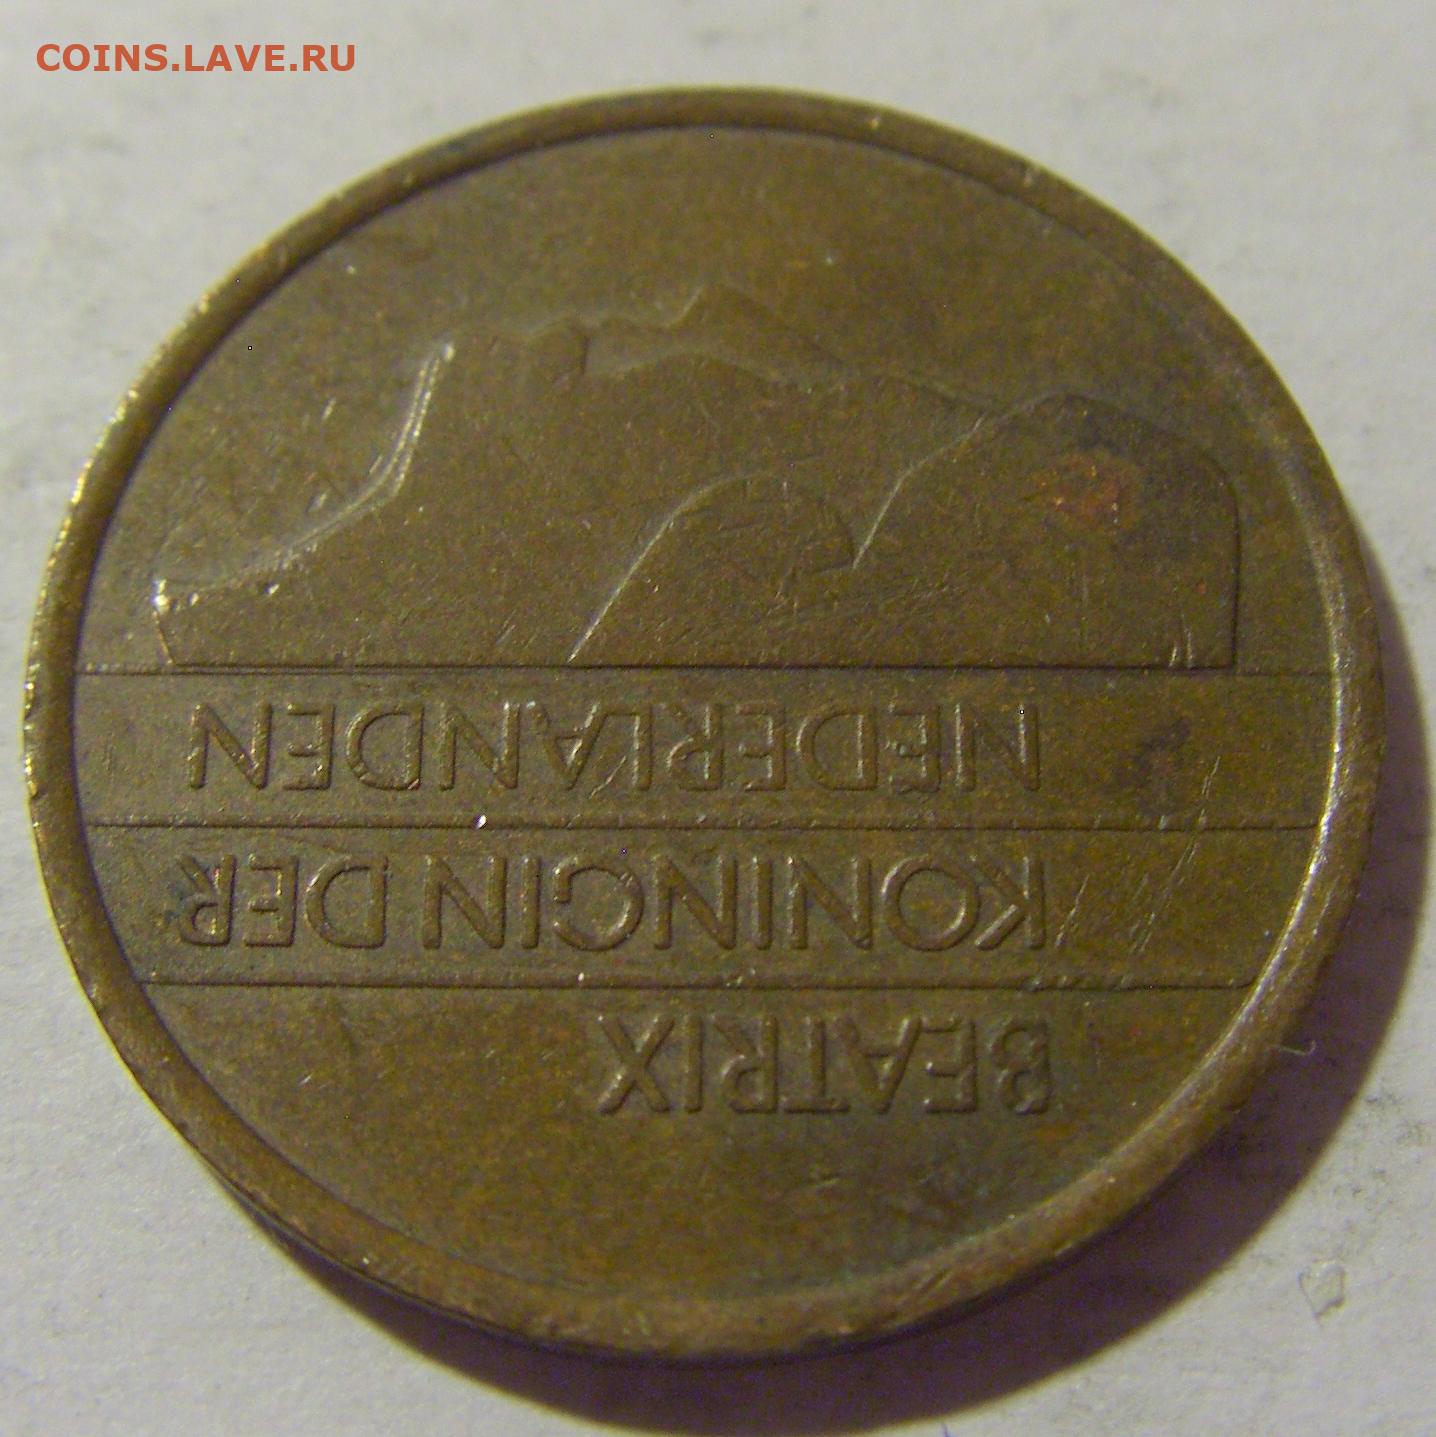 COINS.LAVE.RU
BEATRIX
KONINGIN DER
NEDERLANDEN